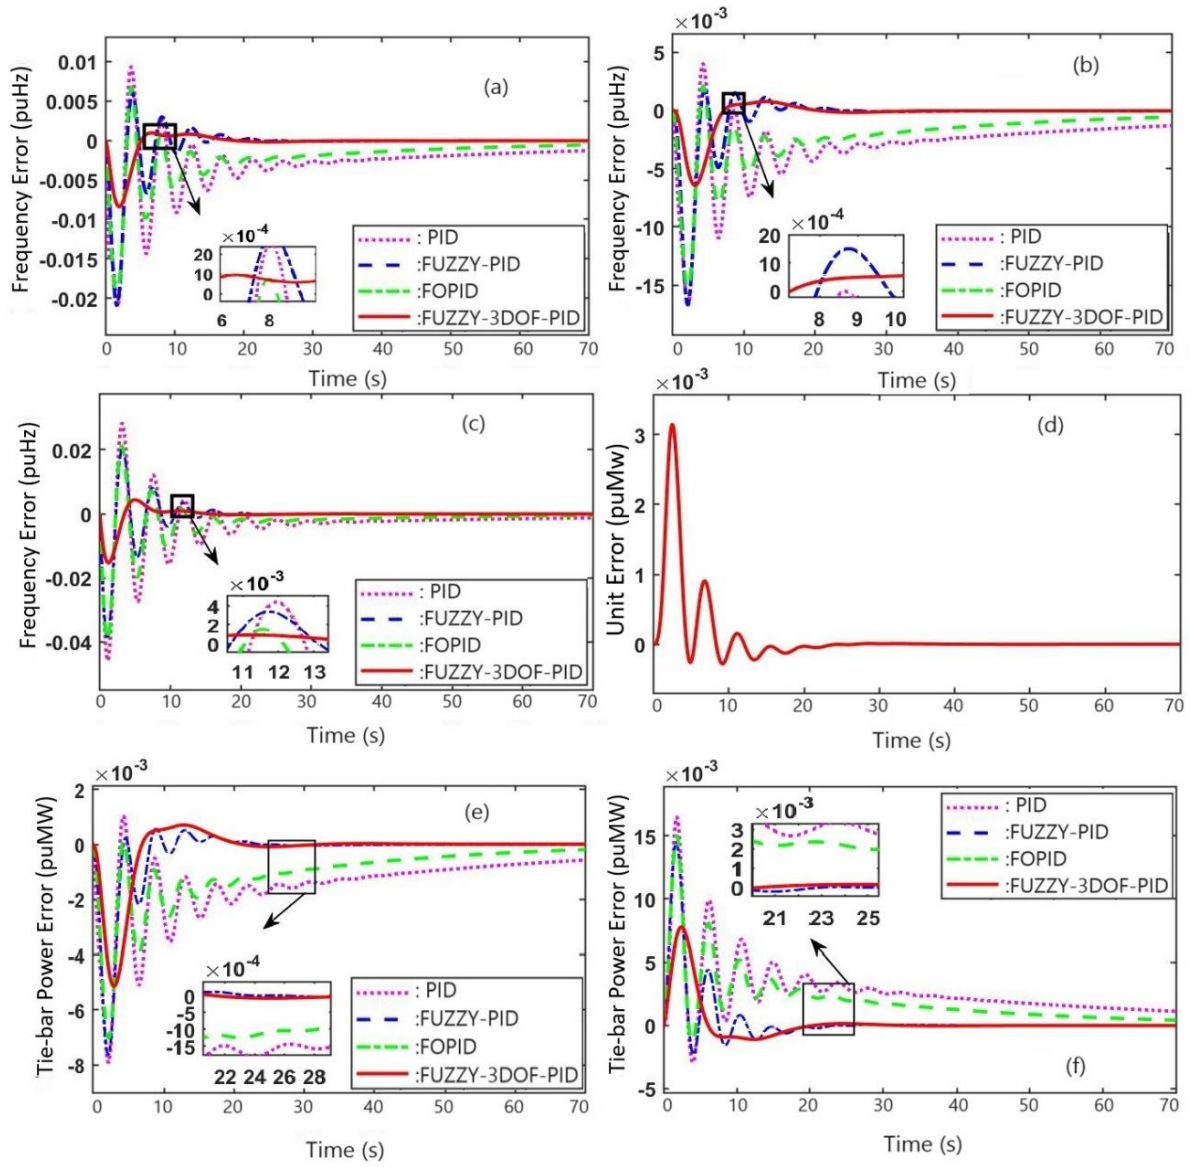 (a)
Frequency Error (puHz)
0.01
0.005
0
-0.005
-0.01
-0.015
-0.02
×10⁻⁴
20
10
0
6 8
: PID
:FUZZY-PID
:FOPID
:FUZZY-3DOF-PID
0 10 20 30 40 50 60 70
Time (s)
×10⁻³
(b)
Frequency Error (puHz)
5
0
-5
-10
-15
×10⁻⁴
20
10
0
8 9 10
: PID
:FUZZY-PID
:FOPID
:FUZZY-3DOF-PID
0 10 20 30 40 50 60 70
Time (s)
(c)
Frequency Error (puHz)
0.02
0
-0.02
-0.04
×10⁻³
4
2
0
11 12 13
: PID
:FUZZY-PID
:FOPID
:FUZZY-3DOF-PID
0 10 20 30 40 50 60 70
Time (s)
×10⁻³
(d)
Unit Error (puMw)
3
2
1
0
0 10 20 30 40 50 60 70
Time (s)
×10⁻³
(e)
Tie-bar Power Error (puMW)
2
0
-2
-4
-6
-8
×10⁻⁴
0
-5
-10
-15
22 24 26 28
: PID
:FUZZY-PID
:FOPID
:FUZZY-3DOF-PID
0 10 20 30 40 50 60 70
Time (s)
×10⁻³
Tie-bar Power Error (puMW)
15
10
5
0
-5
×10⁻³
3
2
1
0
21 23 25
: PID
:FUZZY-PID
:FOPID
:FUZZY-3DOF-PID
(f)
0 10 20 30 40 50 60 70
Time (s)